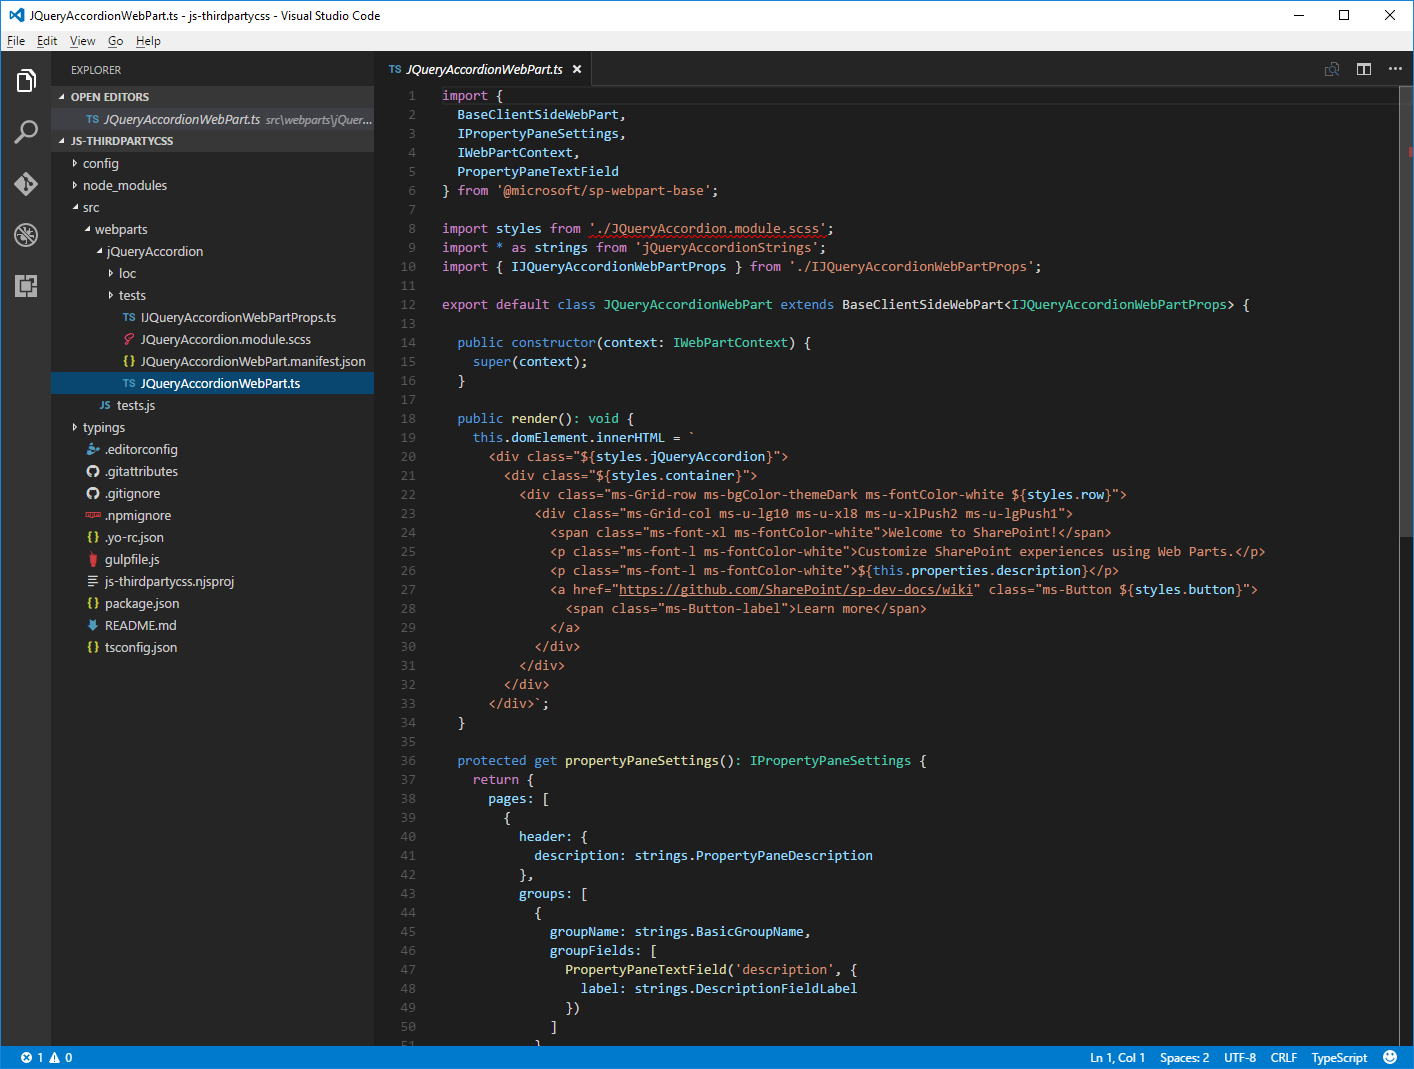 JQueryAccordionWebPart.ts - js-thirdpartycss - Visual Studio Code
File Edit View Go Help
EXPLORER
OPEN EDITORS
TS JQueryAccordionWebPart.ts src\webparts\jQuer...
JS-THIRDPARTYCSS
config
node_modules
src
webparts
jQueryAccordion
loc
tests
TS IJQueryAccordionWebPartProps.ts
JQueryAccordion.module.scss
{} JQueryAccordionWebPart.manifest.json
TS JQueryAccordionWebPart.ts
JS tests.js
typings
.editorconfig
.gitattributes
.gitignore
npm .npmignore
{} .yo-rc.json
gulpfile.js
js-thirdpartycss.njsproj
{} package.json
README.md
{} tsconfig.json
TS JQueryAccordionWebPart.ts
1 import {
2 BaseClientSideWebPart,
3 IPropertyPaneSettings,
4 IWebPartContext,
5 PropertyPaneTextField
6 } from '@microsoft/sp-webpart-base';
7
8 import styles from './JQueryAccordion.module.scss';
9 import * as strings from 'jQueryAccordionStrings';
10 import { IJQueryAccordionWebPartProps } from './IJQueryAccordionWebPartProps';
11
12 export default class JQueryAccordionWebPart extends BaseClientSideWebPart<IJQueryAccordionWebPartProps> {
13
14 public constructor(context: IWebPartContext) {
15 super(context);
16 }
17
18 public render(): void {
19 this.domElement.innerHTML = `
20 <div class="${styles.jQueryAccordion}">
21 <div class="${styles.container}">
22 <div class="ms-Grid-row ms-bgColor-themeDark ms-fontColor-white ${styles.row}">
23 <div class="ms-Grid-col ms-u-lg10 ms-u-xl8 ms-u-xlPush2 ms-u-lgPush1">
24 <span class="ms-font-xl ms-fontColor-white">Welcome to SharePoint!</span>
25 <p class="ms-font-l ms-fontColor-white">Customize SharePoint experiences using Web Parts.</p>
26 <p class="ms-font-l ms-fontColor-white">${this.properties.description}</p>
27 <a href="https://github.com/SharePoint/sp-dev-docs/wiki" class="ms-Button ${styles.button}">
28 <span class="ms-Button-label">Learn more</span>
29 </a>
30 </div>
31 </div>
32 </div>
33 </div>`;
34 }
35
36 protected get propertyPaneSettings(): IPropertyPaneSettings {
37 return {
38 pages: [
39 {
40 header: {
41 description: strings.PropertyPaneDescription
42 },
43 groups: [
44 {
45 groupName: strings.BasicGroupName,
46 groupFields: [
47 PropertyPaneTextField('description', {
48 label: strings.DescriptionFieldLabel
49 })
50 ]
51 }
1 0 Ln 1, Col 1 Spaces: 2 UTF-8 CRLF TypeScript